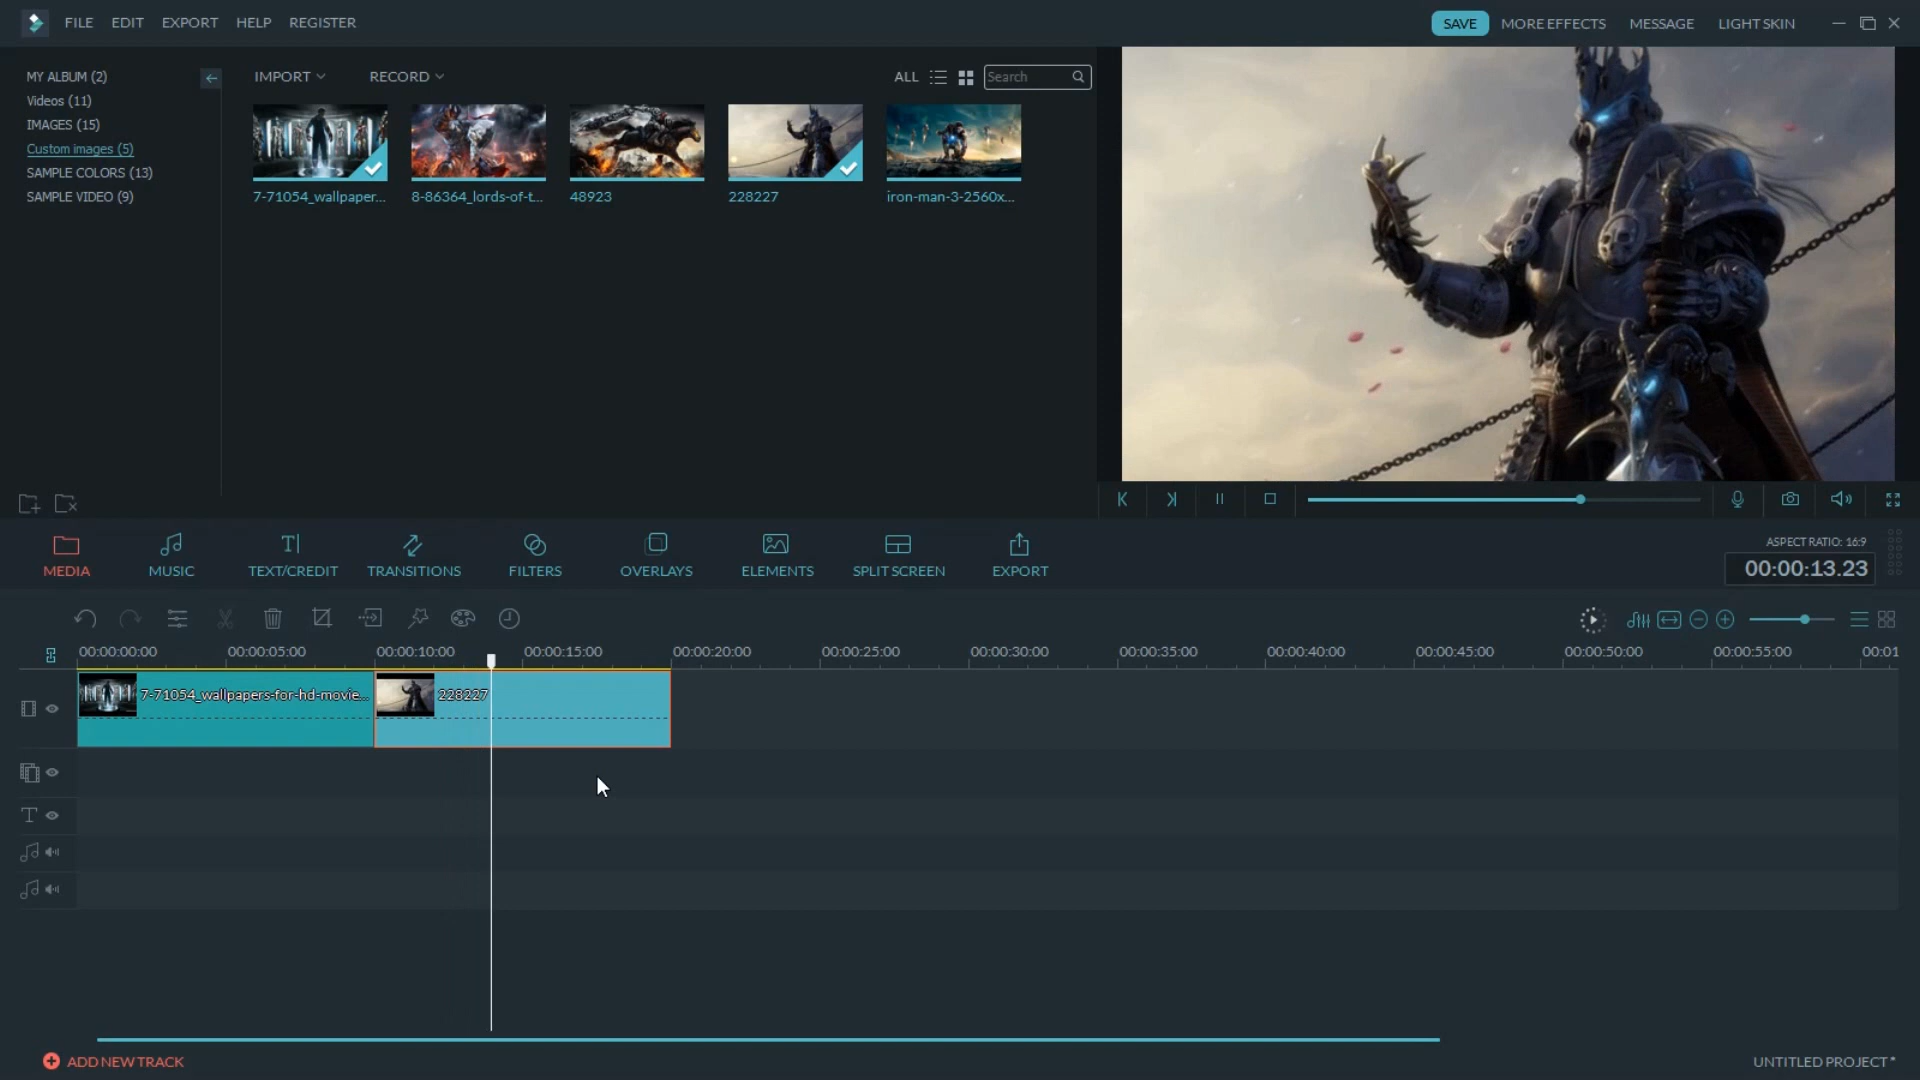 FILE EDIT EXPORT HELP REGISTER
SAVE MORE EFFECTS MESSAGE LIGHT SKIN
MY ALBUM (2)
Videos (11)
IMAGES (15)
Custom images (5)
SAMPLE COLORS (13)
SAMPLE VIDEO (9)
IMPORT RECORD ALL Search
7-71054_wallpaper... 8-86364_lords-of-t... 48923 228227 iron-man-3-2560x...
MEDIA MUSIC TEXT/CREDIT TRANSITIONS FILTERS OVERLAYS ELEMENTS SPLIT SCREEN EXPORT
ASPECT RATIO: 16:9
00:00:13.23
00:00:00:00 00:00:05:00 00:00:10:00 00:00:15:00 00:00:20:00 00:00:25:00 00:00:30:00 00:00:35:00 00:00:40:00 00:00:45:00 00:00:50:00 00:00:55:00 00:01
7-71054_wallpapers-for-hd-movie... 228227
T
ADD NEW TRACK
UNTITLED PROJECT*